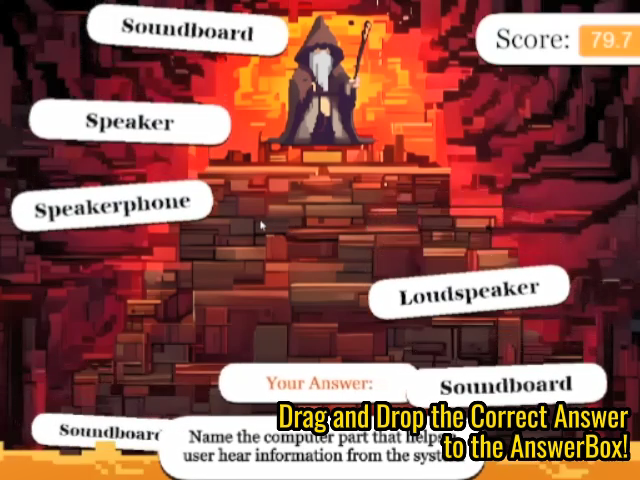 Soundboard
Score: 79.7
Speaker
Speakerphone
Loudspeaker
Your Answer:
Soundboard
Drag and Drop the Correct Answer
to the AnswerBox!
Soundboard
Name the computer part that helps
user hear information from the